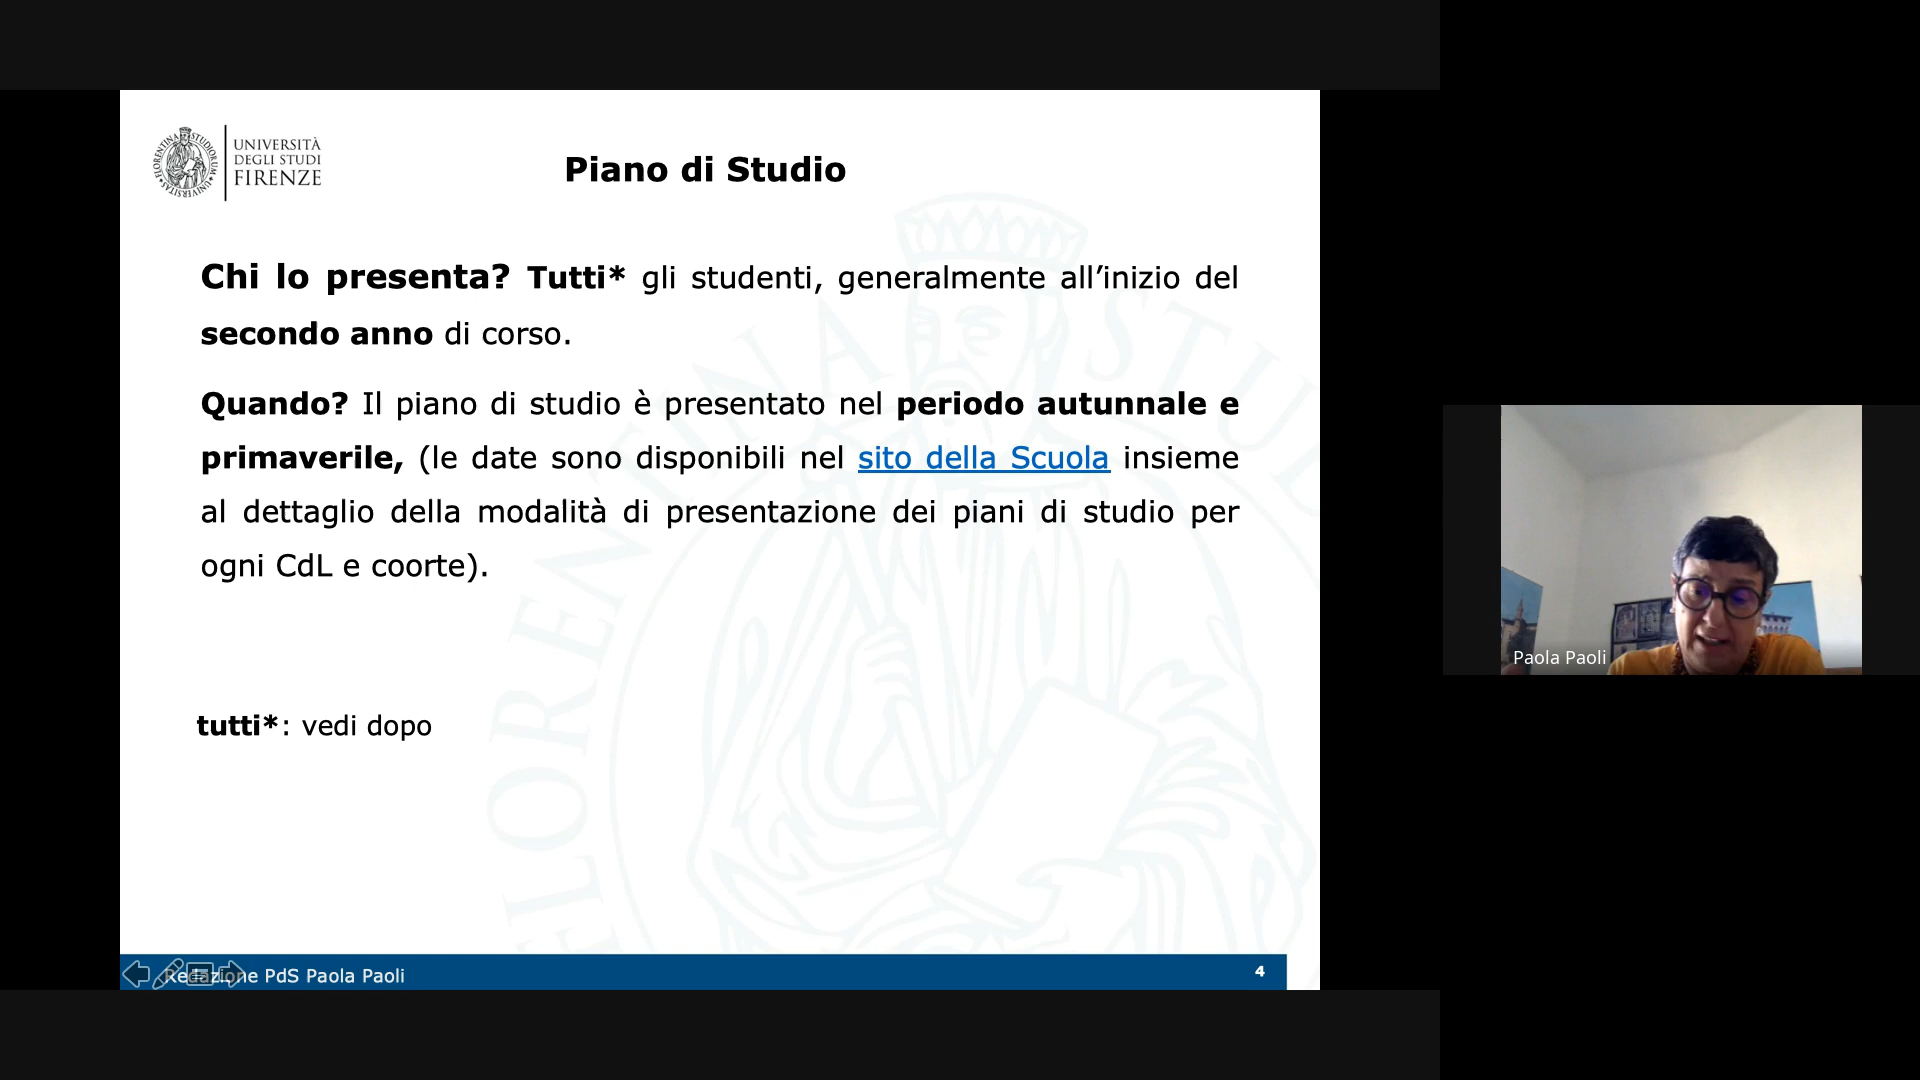 UNIVERSITÀ
DEGLI STUDI
FIRENZE
Piano di Studio
Chi lo presenta? Tutti* gli studenti, generalmente all’inizio del
secondo anno di corso.
Quando? Il piano di studio è presentato nel periodo autunnale e
primaverile, (le date sono disponibili nel sito della Scuola insieme
al dettaglio della modalità di presentazione dei piani di studio per
ogni CdL e coorte).
tutti*: vedi dopo
Redazione PdS Paola Paoli
4
Paola Paoli